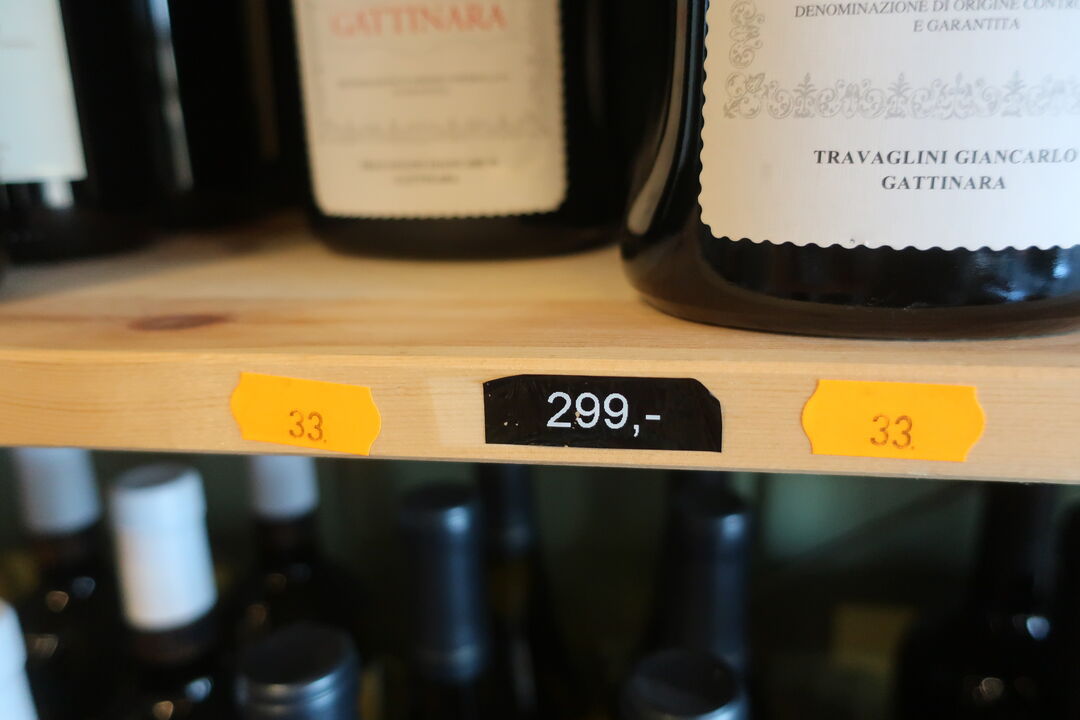 GATTINARA
DENOMINAZIONE DI ORIGINE CONTRO
E GARANTITA
TRAVAGLINI GIANCARLO
GATTINARA
33.
299,-
33.